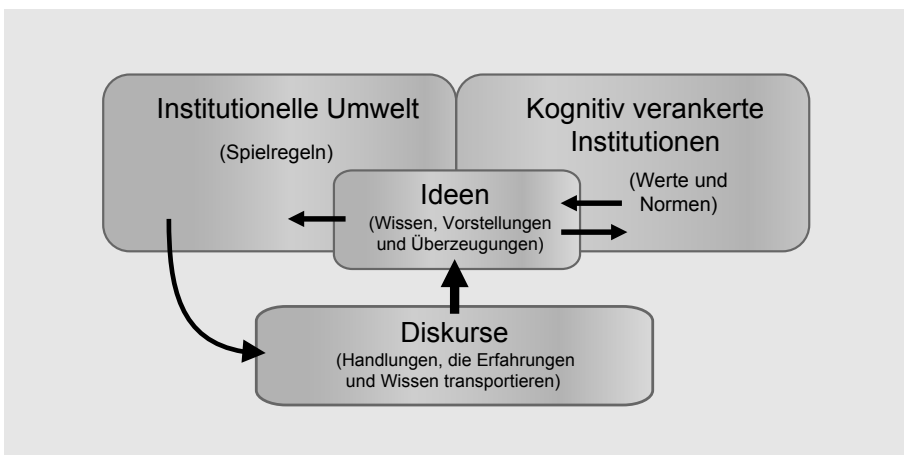 Institutionelle Umwelt
(Spielregeln)
Kognitiv verankerte
Institutionen
(Werte und
Normen)
Ideen
(Wissen, Vorstellungen
und Überzeugungen)
Diskurse
(Handlungen, die Erfahrungen
und Wissen transportieren)